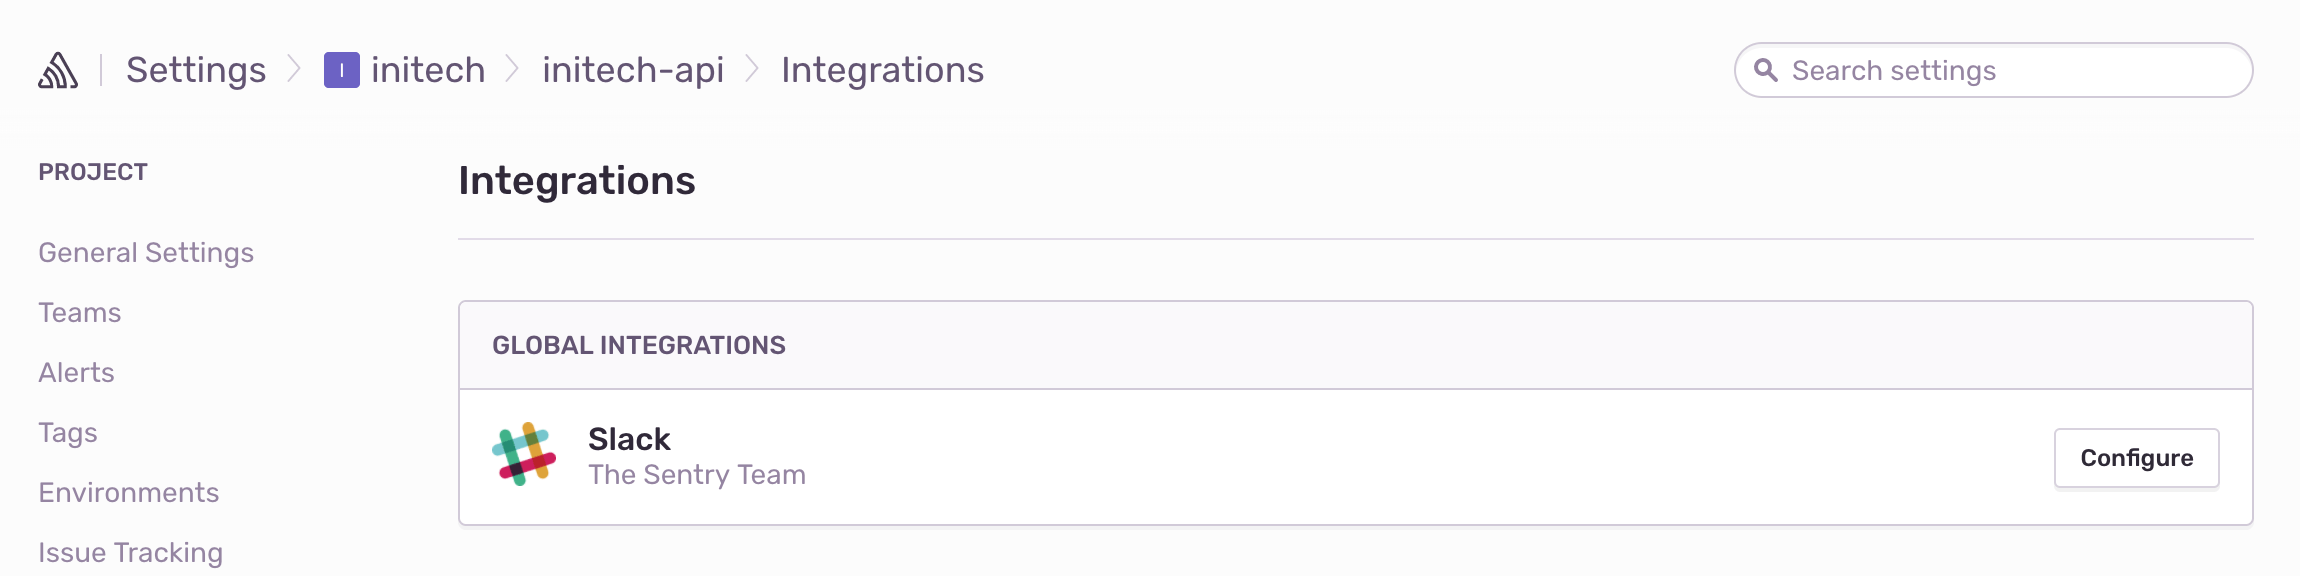 Settings
I
initech
initech-api
Integrations
Search settings
PROJECT
General Settings
Teams
Alerts
Tags
Environments
Issue Tracking
Integrations
GLOBAL INTEGRATIONS
Slack
The Sentry Team
Configure